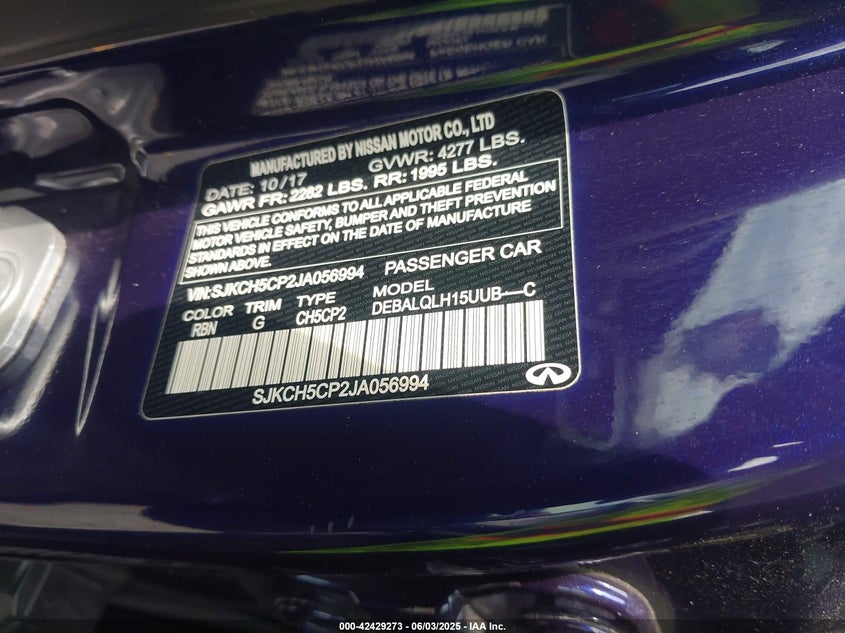 MANUFACTURED BY NISSAN MOTOR CO., LTD
DATE: 10/17 GVWR: 4277 LBS.
GAWR FR: 2282 LBS. RR: 1995 LBS.
THIS VEHICLE CONFORMS TO ALL APPLICABLE FEDERAL
MOTOR VEHICLE SAFETY, BUMPER AND THEFT PREVENTION
STANDARDS IN EFFECT ON THE DATE OF MANUFACTURE
SHOWN ABOVE.
VIN: SJKCH5CP2JA056994 PASSENGER CAR
COLOR TRIM TYPE MODEL
RBN G CH5CP2 DEBALQLH15UUB—C
SJKCH5CP2JA056994
000-42429273 - 06/03/2025 - Copyright © IAA, Inc.